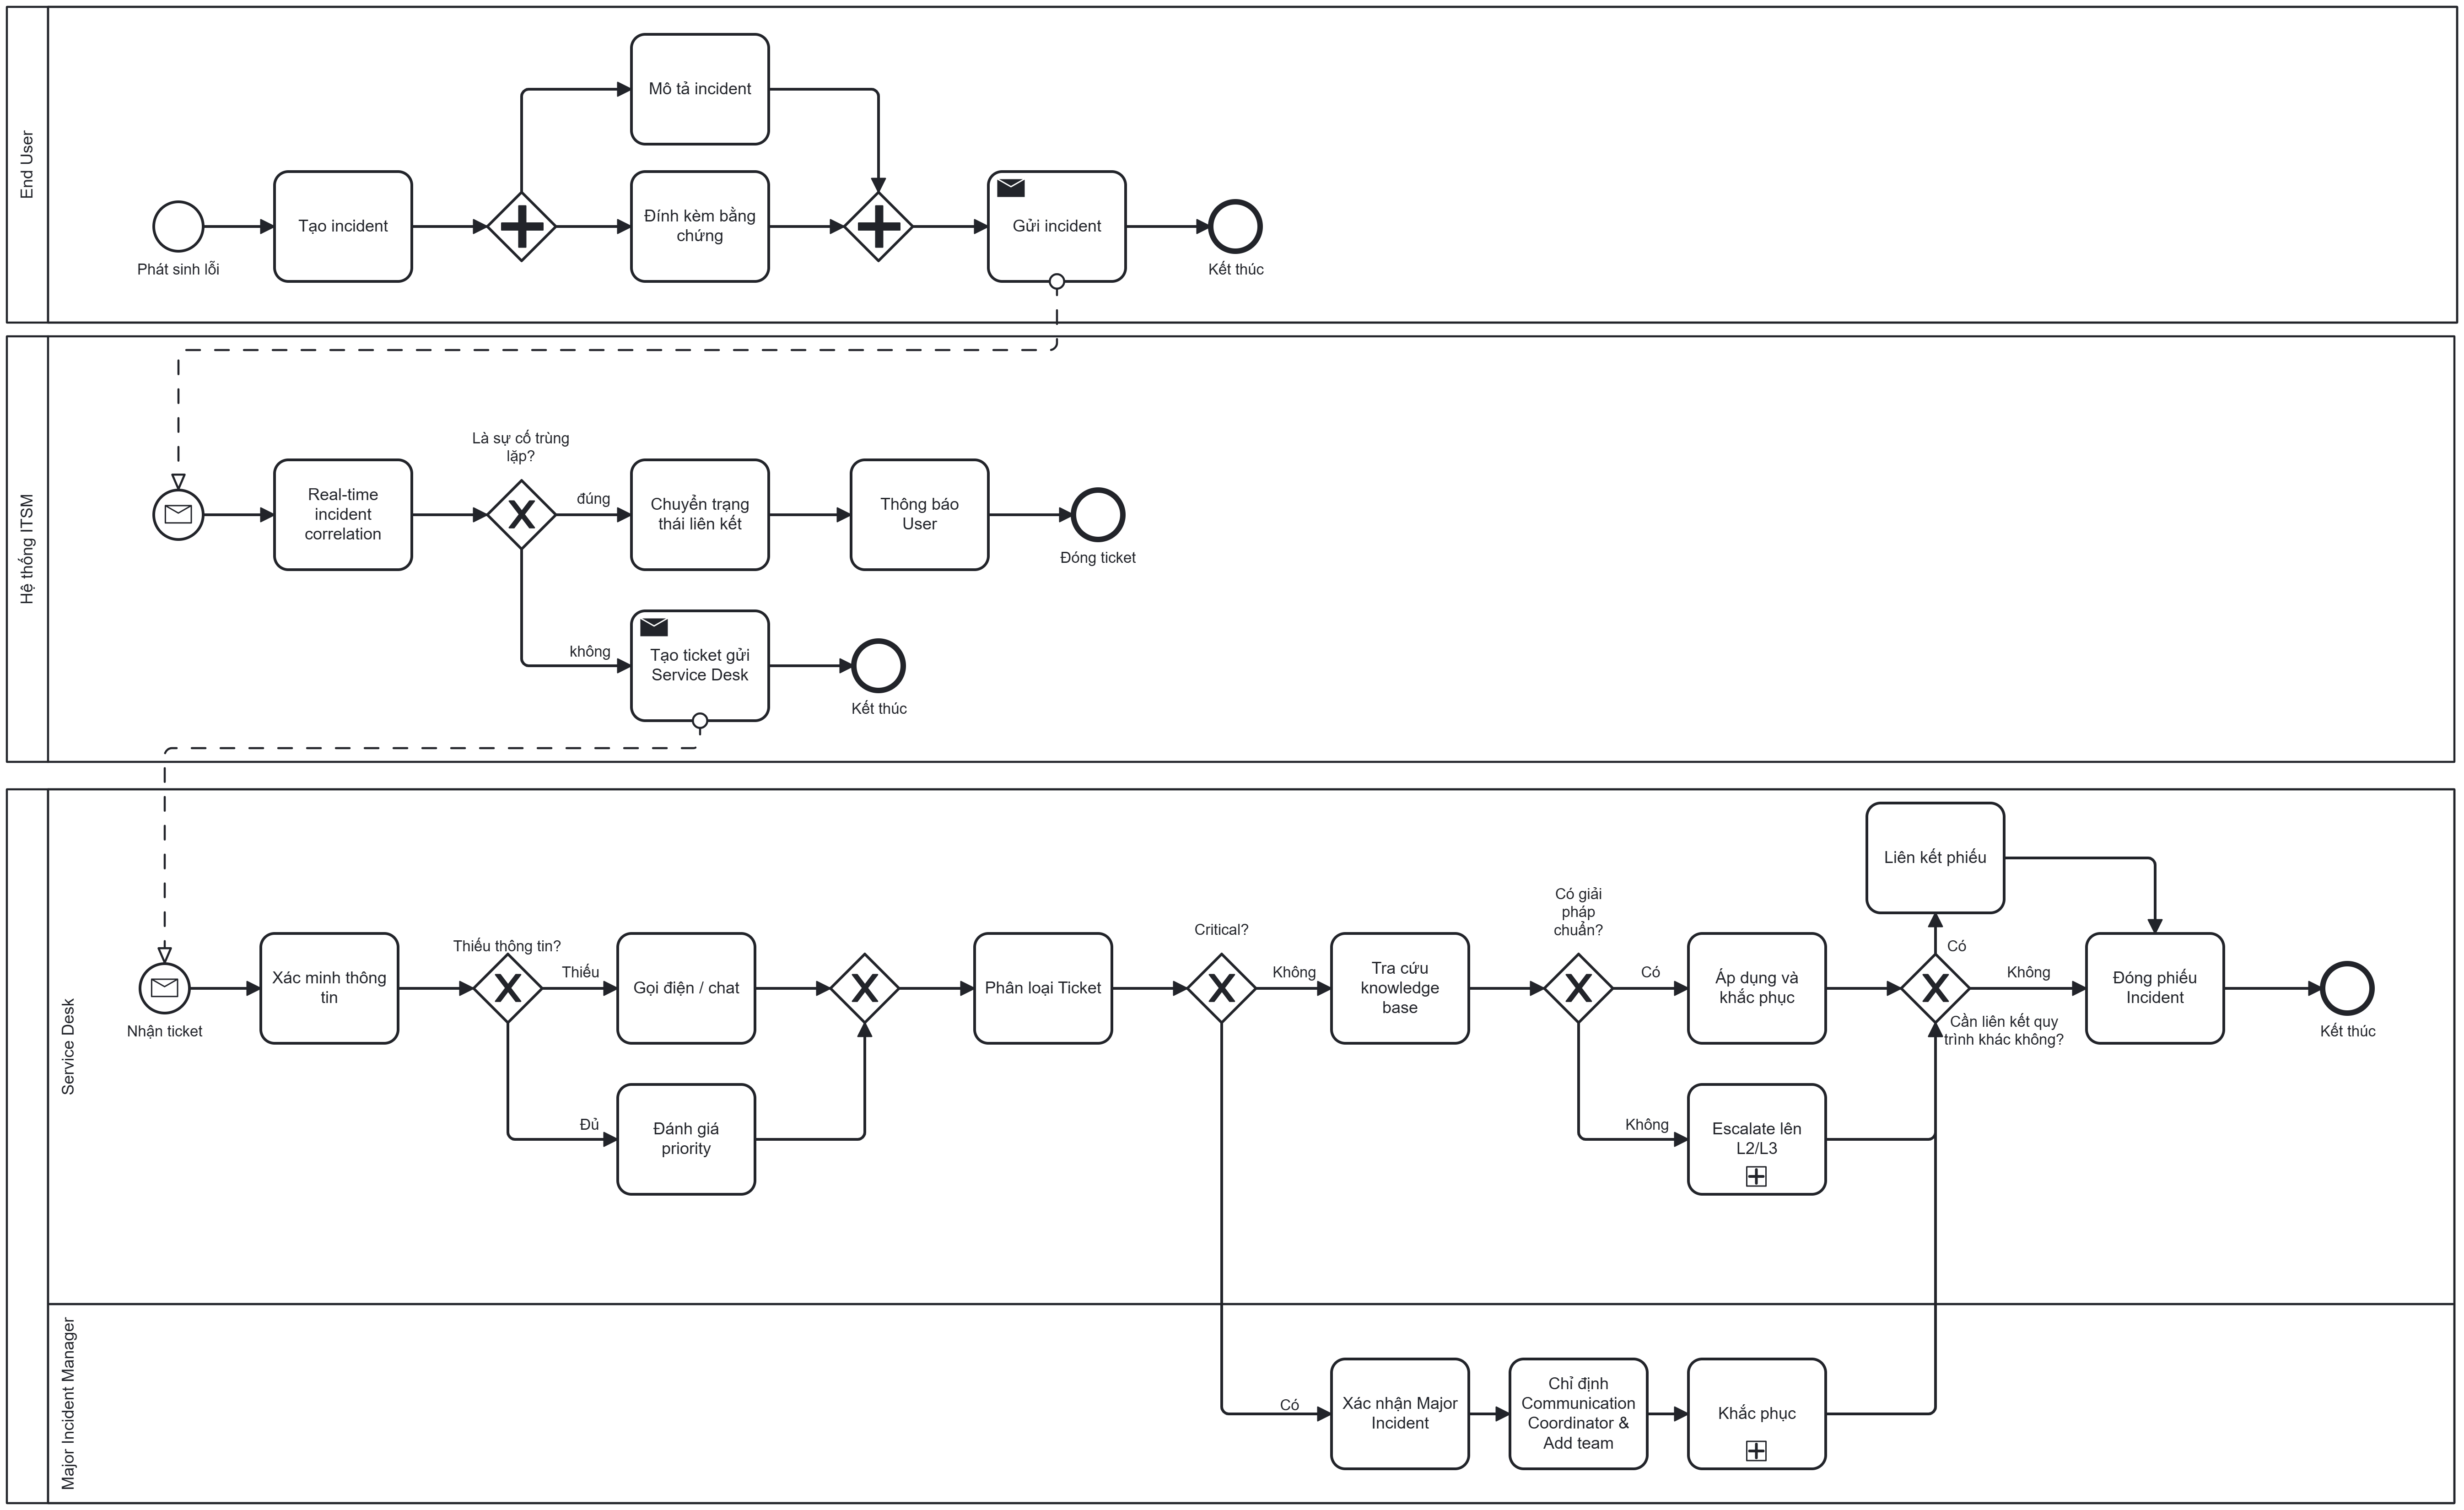 End User
Mô tả incident
Phát sinh lỗi
Tạo incident
Đính kèm bằng
chứng
Gửi incident
Kết thúc
Hệ thống ITSM
Real-time
incident
correlation
Là sự cố trùng
lặp?
đúng
Chuyển trạng
thái liên kết
Thông báo
User
Đóng ticket
không
Tạo ticket gửi
Service Desk
Kết thúc
Service Desk
Nhận ticket
Xác minh thông
tin
Thiếu thông tin?
Thiếu
Gọi điện / chat
Đủ
Đánh giá
priority
Phân loại Ticket
Critical?
Không
Tra cứu
knowledge
base
Có giải
pháp
chuẩn?
Có
Áp dụng và
khắc phục
Không
Escalate lên
L2/L3
Liên kết phiếu
Có
Không
Cần liên kết quy
trình khác không?
Đóng phiếu
Incident
Kết thúc
Major Incident Manager
Có
Xác nhận Major
Incident
Chỉ định
Communication
Coordinator &
Add team
Khắc phục